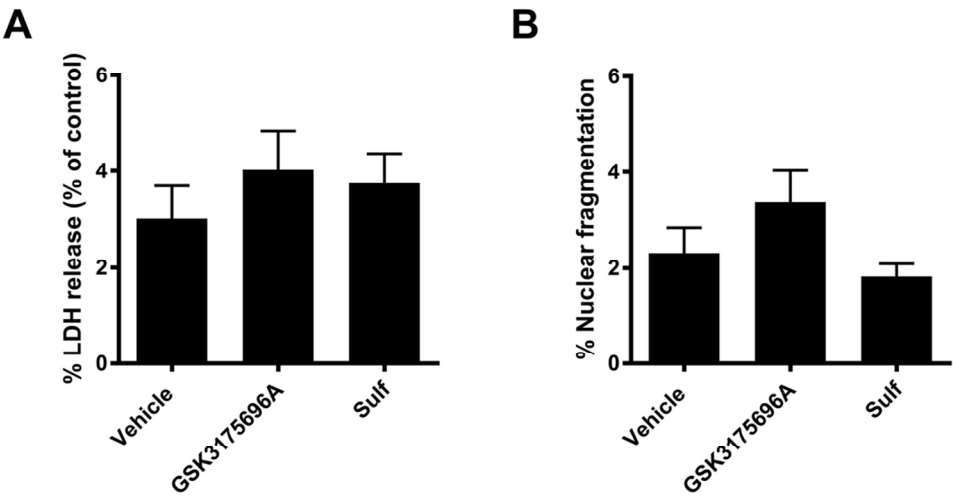 A
% LDH release (% of control)
6
4
2
0
Vehicle
GSK3175696A
Sulf
B
% Nuclear fragmentation
6
4
2
0
Vehicle
GSK3175696A
Sulf